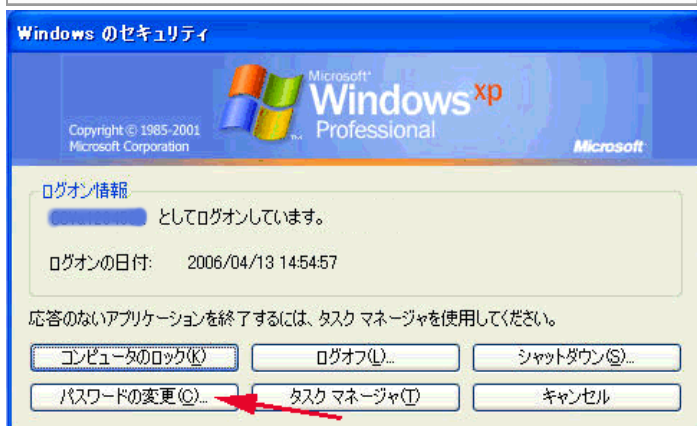 Windows のセキュリティ
Microsoft
Windows xp
Professional
Copyright © 1985-2001
Microsoft Corporation
Microsoft
ログオン情報
としてログオンしています。
ログオンの日付: 2006/04/13 14:54:57
応答のないアプリケーションを終了するには、タスク マネージャを使用してください。
コンピュータのロック(K) ログオフ(L)... シャットダウン(S)...
パスワードの変更(C)... タスク マネージャ(T) キャンセル